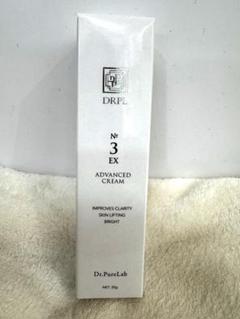 DRPL
№
3
EX
ADVANCED
CREAM
IMPROVES CLARITY
SKIN LIFTING
BRIGHT
Dr.PureLab